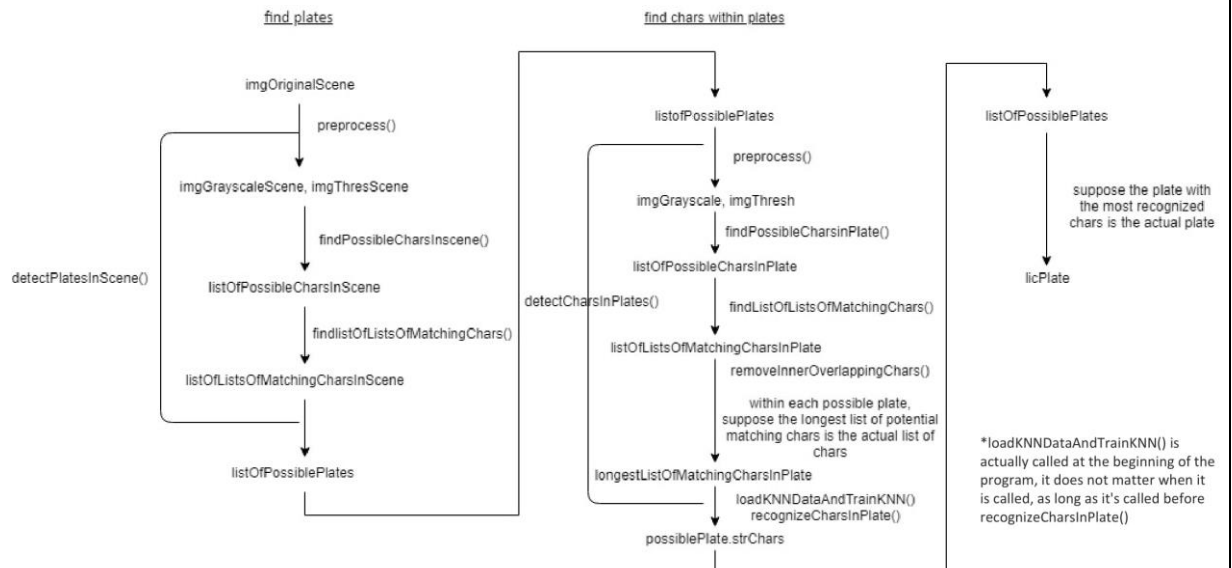 find plates
imgOriginalScene
preprocess()
imgGrayscaleScene, imgThresScene
findPossibleCharsInscene()
detectPlatesInScene()
listOfPossibleCharsInScene
findlistOfListsOfMatchingChars()
listOfListsOfMatchingCharsInScene
listOfPossiblePlates
find chars within plates
listofPossiblePlates
preprocess()
imgGrayscale, imgThresh
findPossibleCharsinPlate()
listOfPossibleCharsInPlate
detectCharsInPlates()
findListOfListsOfMatchingChars()
listOfListsOfMatchingCharsInPlate
removeInnerOverlappingChars()
within each possible plate,
suppose the longest list of potential
matching chars is the actual list of
chars
longestListOfMatchingCharsInPlate
loadKNNDataAndTrainKNN()
recognizeCharsInPlate()
possiblePlate.strChars
listOfPossiblePlates
suppose the plate with
the most recognized
chars is the actual plate
licPlate
*loadKNNDataAndTrainKNN() is
actually called at the beginning of the
program, it does not matter when it
is called, as long as it's called before
recognizeCharsInPlate()